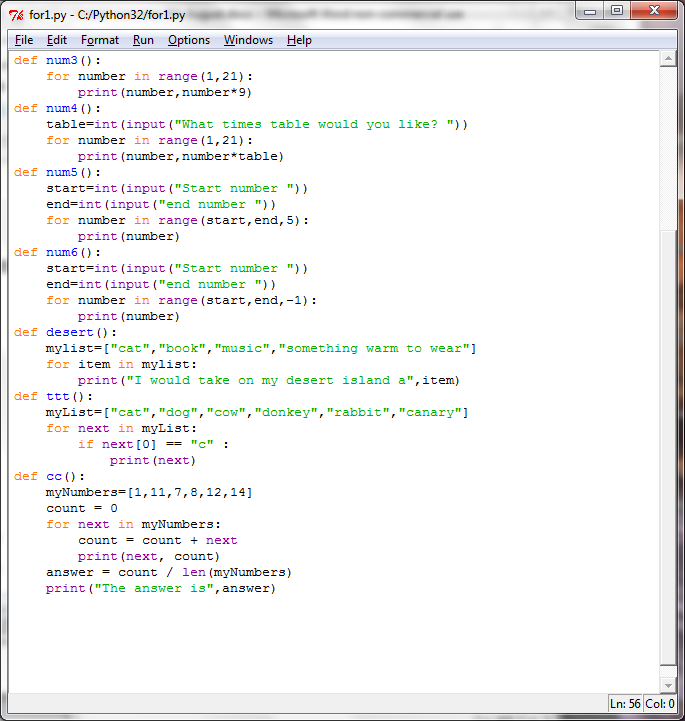 for1.py - C:/Python32/for1.py
File Edit Format Run Options Windows Help
def num3():
    for number in range(1,21):
        print(number,number*9)
def num4():
    table=int(input("What times table would you like? "))
    for number in range(1,21):
        print(number,number*table)
def num5():
    start=int(input("Start number "))
    end=int(input("end number "))
    for number in range(start,end,5):
        print(number)
def num6():
    start=int(input("Start number "))
    end=int(input("end number "))
    for number in range(start,end,-1):
        print(number)
def desert():
    mylist=["cat","book","music","something warm to wear"]
    for item in mylist:
        print("I would take on my desert island a",item)
def ttt():
    myList=["cat","dog","cow","donkey","rabbit","canary"]
    for next in myList:
        if next[0] == "c" :
            print(next)
def cc():
    myNumbers=[1,11,7,8,12,14]
    count = 0
    for next in myNumbers:
        count = count + next
        print(next, count)
    answer = count / len(myNumbers)
    print("The answer is",answer)
Ln: 56 Col: 0